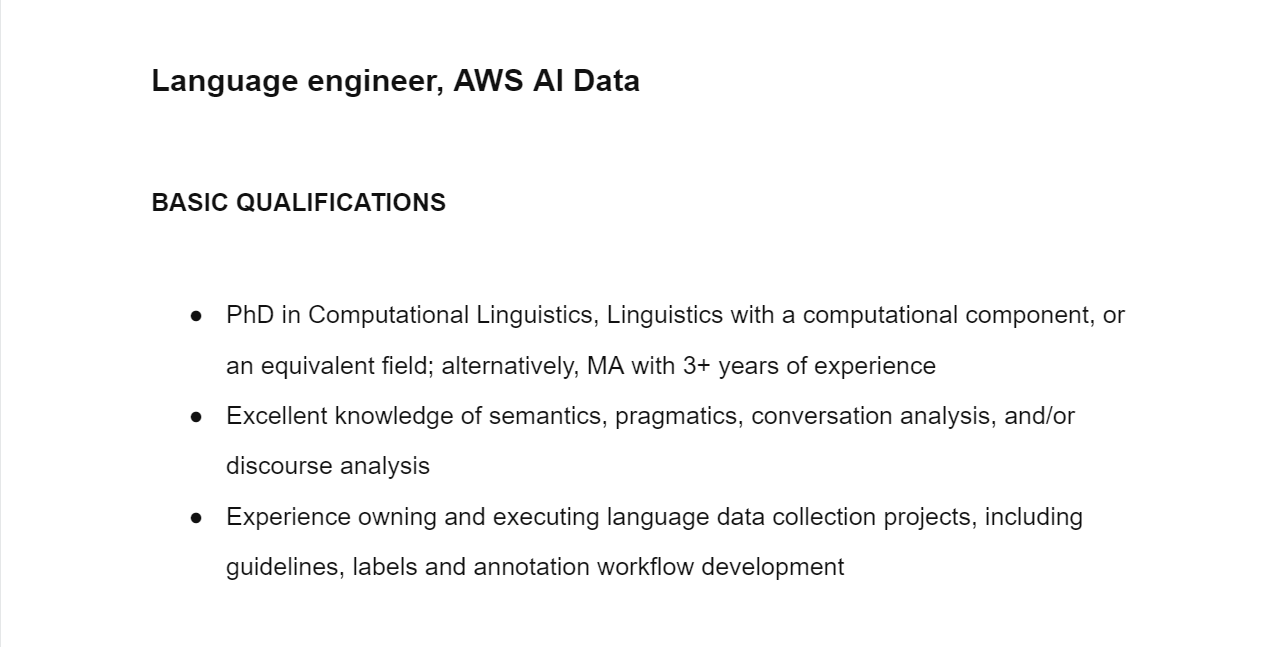 Language engineer, AWS AI Data
BASIC QUALIFICATIONS
● PhD in Computational Linguistics, Linguistics with a computational component, or
an equivalent field; alternatively, MA with 3+ years of experience
● Excellent knowledge of semantics, pragmatics, conversation analysis, and/or
discourse analysis
● Experience owning and executing language data collection projects, including
guidelines, labels and annotation workflow development